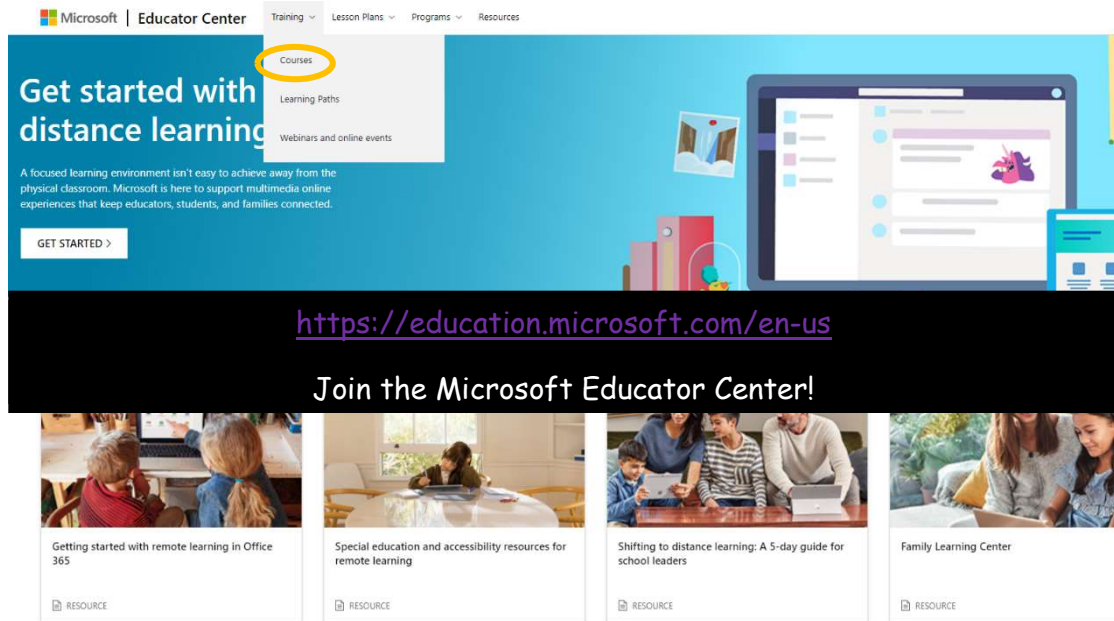 Microsoft | Educator Center Training Lesson Plans Programs Resources
Courses
Learning Paths
Webinars and online events
Get started with
distance learning
A focused learning environment isn't easy to achieve away from the
physical classroom. Microsoft is here to support multimedia online
experiences that keep educators, students, and families connected.
GET STARTED >
https://education.microsoft.com/en-us
Join the Microsoft Educator Center!
Getting started with remote learning in Office
365
RESOURCE
Special education and accessibility resources for
remote learning
RESOURCE
Shifting to distance learning: A 5-day guide for
school leaders
RESOURCE
Family Learning Center
RESOURCE